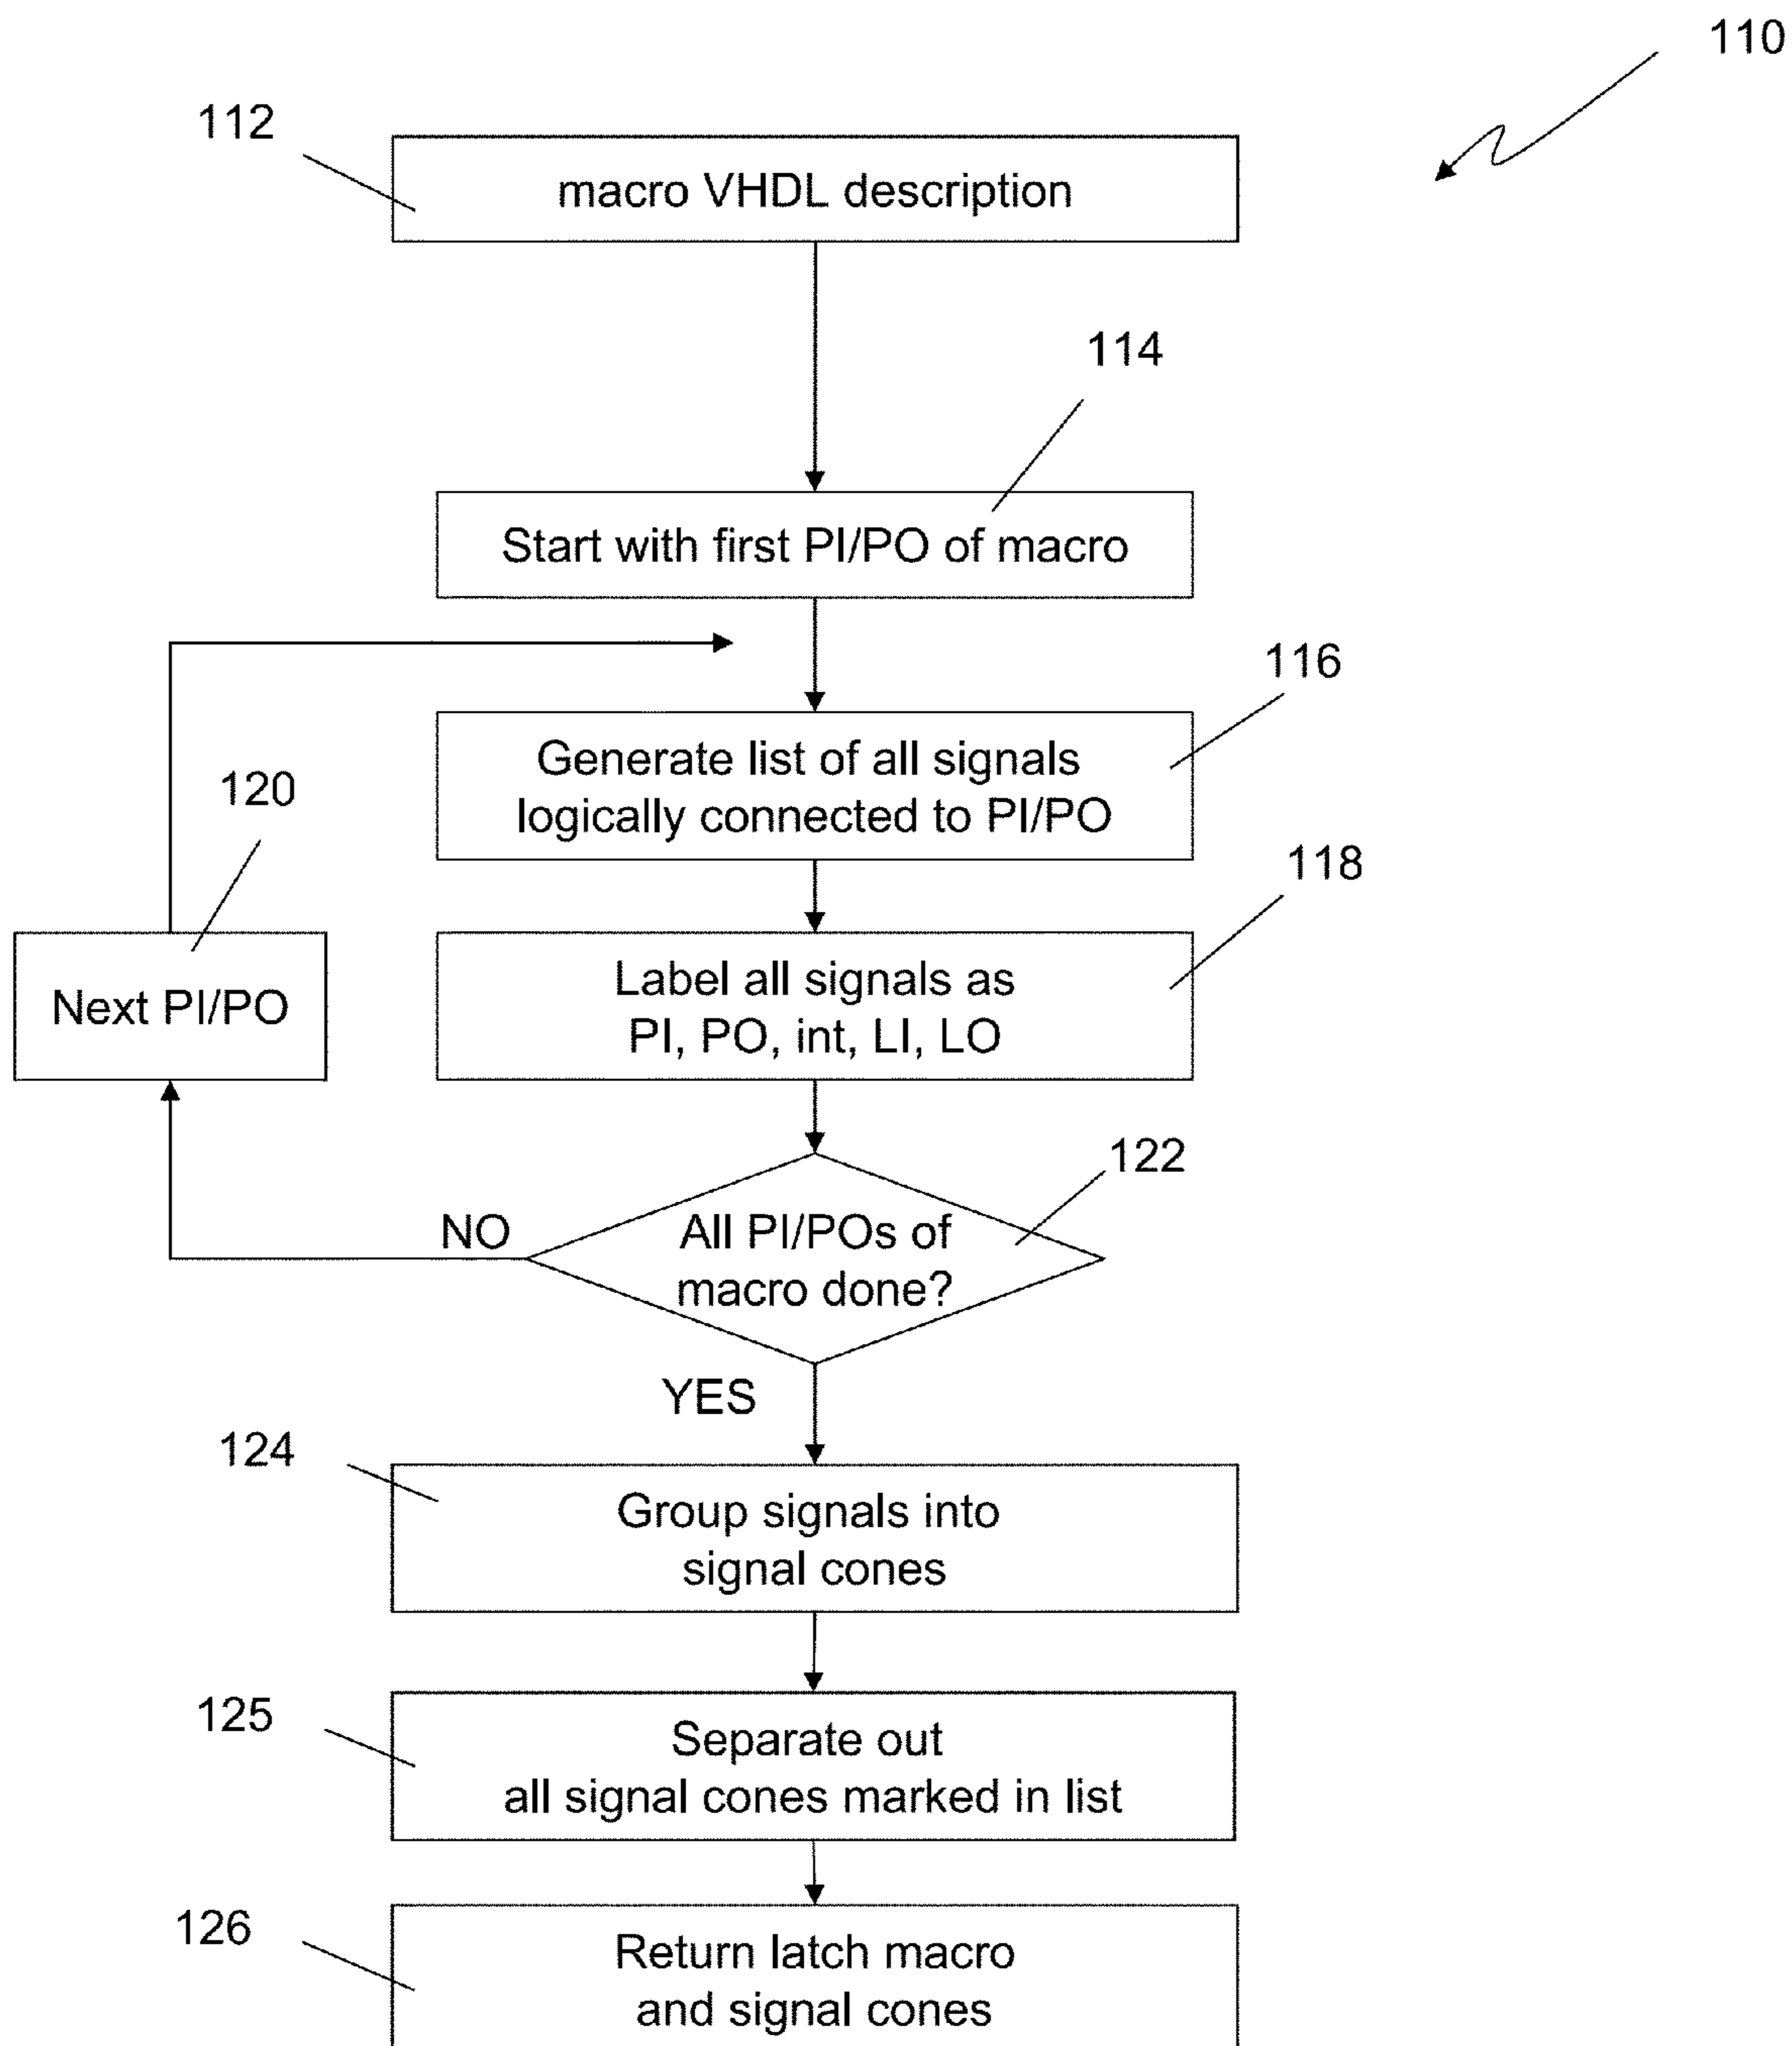 110
112
macro VHDL description
114
Start with first PI/PO of macro
116
Generate list of all signals
logically connected to PI/PO
120
Next PI/PO
118
Label all signals as
PI, PO, int, LI, LO
122
All PI/POs of
macro done?
NO
YES
124
Group signals into
signal cones
125
Separate out
all signal cones marked in list
126
Return latch macro
and signal cones